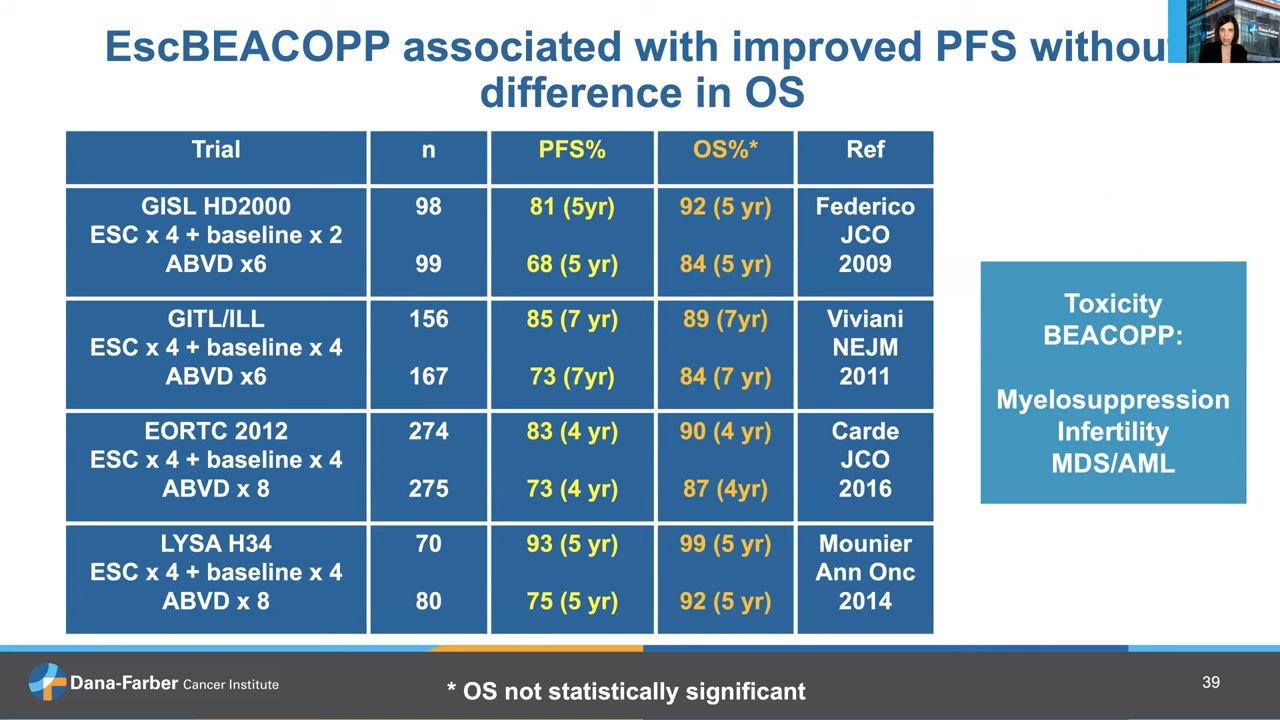 EscBEACOPP associated with improved PFS withou
difference in OS
Trial n PFS% OS%* Ref
GISL HD2000 98 81 (5yr) 92 (5 yr) Federico
ESC x 4 + baseline x 2 JCO
ABVD x6 99 68 (5 yr) 84 (5 yr) 2009
GITL/ILL 156 85 (7 yr) 89 (7yr) Viviani
ESC x 4 + baseline x 4 NEJM
ABVD x6 167 73 (7yr) 84 (7 yr) 2011
EORTC 2012 274 83 (4 yr) 90 (4 yr) Carde
ESC x 4 + baseline x 4 JCO
ABVD x 8 275 73 (4 yr) 87 (4yr) 2016
LYSA H34 70 93 (5 yr) 99 (5 yr) Mounier
ESC x 4 + baseline x 4 Ann Onc
ABVD x 8 80 75 (5 yr) 92 (5 yr) 2014
Toxicity
BEACOPP:
Myelosuppression
Infertility
MDS/AML
Dana-Farber Cancer Institute
* OS not statistically significant
39